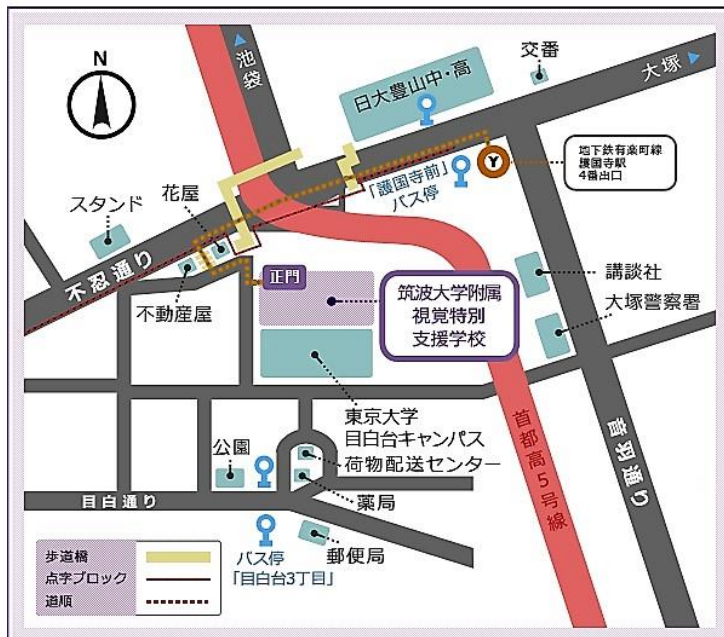 N
池袋
交番
大塚
日大豊山中・高
地下鉄有楽町線
護国寺駅
4番出口
Y
「護国寺前」
バス停
花屋
スタンド
不忍通り
不動産屋
正門
筑波大学附属
視覚特別
支援学校
講談社
大塚警察署
東京大学
目白台キャンパス
荷物配送センター
公園
薬局
目白通り
首都高5号線
音羽通り
郵便局
バス停
「目白台3丁目」
歩道橋
点字ブロック
道順